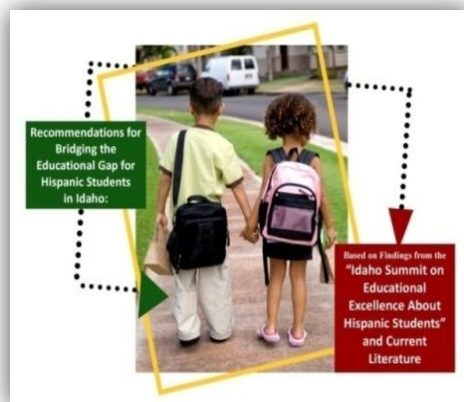 Recommendations for
Bridging the
Educational Gap for
Hispanic Students
in Idaho:
Based on Findings from the
"Idaho Summit on
Educational
Excellence About
Hispanic Students"
and Current
Literature